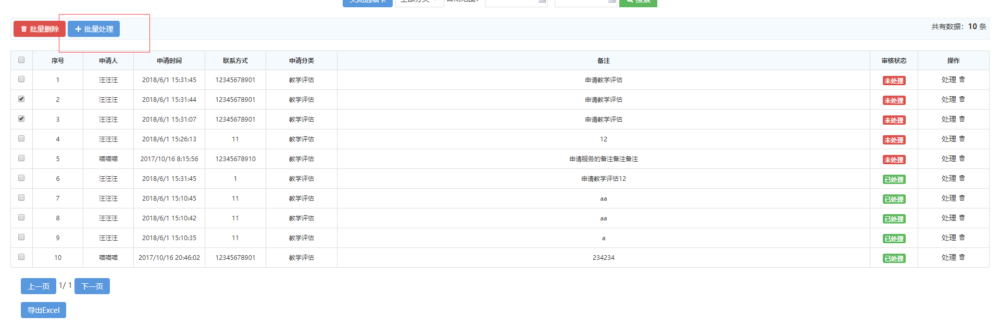 关闭选项卡 全部分类 日期范围： 搜索
批量删除 批量处理 共有数据：10 条
序号 申请人 申请时间 联系方式 申请分类 备注 审核状态 操作
1 汪汪汪 2018/6/1 15:31:45 12345678901 教学评估 申请教学评估 未处理 处理
2 汪汪汪 2018/6/1 15:31:44 12345678901 教学评估 申请教学评估 未处理 处理
3 汪汪汪 2018/6/1 15:31:07 12345678901 教学评估 申请教学评估 未处理 处理
4 汪汪汪 2018/6/1 15:26:13 11 教学评估 12 未处理 处理
5 喵喵喵 2017/10/16 8:15:56 12345678910 教学评估 申请服务的备注备注备注 未处理 处理
6 汪汪汪 2018/6/1 15:31:45 1 教学评估 申请教学评估12 已处理 处理
7 汪汪汪 2018/6/1 15:10:45 11 教学评估 aa 已处理 处理
8 汪汪汪 2018/6/1 15:10:42 11 教学评估 aa 已处理 处理
9 汪汪汪 2018/6/1 15:10:35 11 教学评估 a 已处理 处理
10 喵喵喵 2017/10/16 20:46:02 12345678901 教学评估 234234 已处理 处理
上一页 1/ 1 下一页
导出Excel